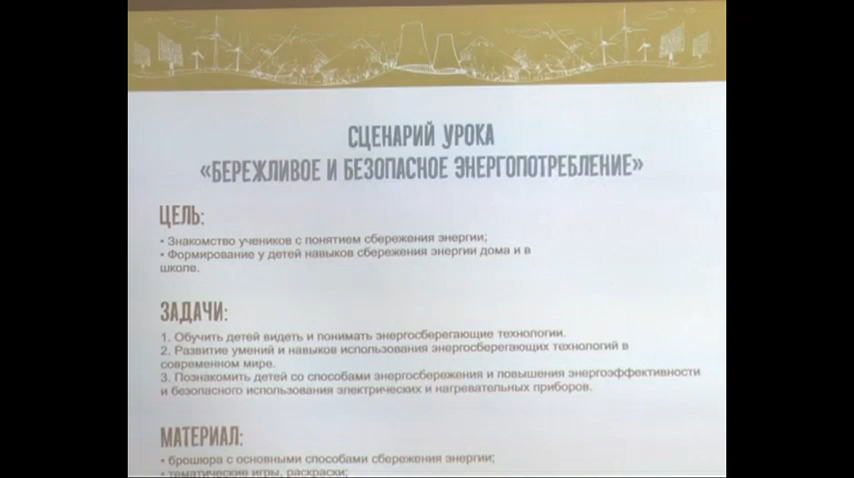 СЦЕНАРИЙ УРОКА
«БЕРЕЖЛИВОЕ И БЕЗОПАСНОЕ ЭНЕРГОПОТРЕБЛЕНИЕ»
ЦЕЛЬ:
• Знакомство учеников с понятием сбережения энергии;
• Формирование у детей навыков сбережения энергии дома и в
школе.
ЗАДАЧИ:
1. Обучить детей видеть и понимать энергосберегающие технологии.
2. Развитие умений и навыков использования энергосберегающих технологий в
современном мире.
3. Познакомить детей со способами энергосбережения и повышения энергоэффективности
и безопасного использования электрических и нагревательных приборов.
МАТЕРИАЛ:
• брошюра с основными способами сбережения энергии;
• тематические игры, раскраски;